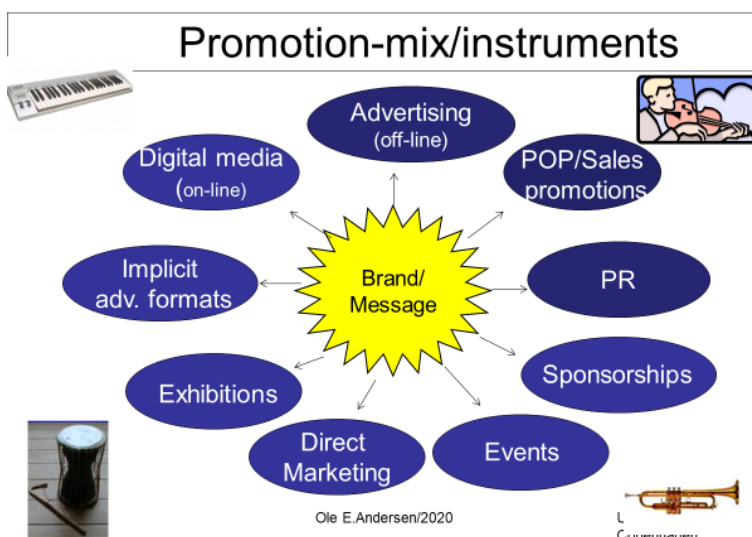 Promotion-mix/instruments
Advertising
(off-line)
Digital media
(on-line)
POP/Sales
promotions
Implicit
adv. formats
Brand/
Message
PR
Exhibitions
Sponsorships
Direct
Marketing
Events
Ole E.Andersen/2020